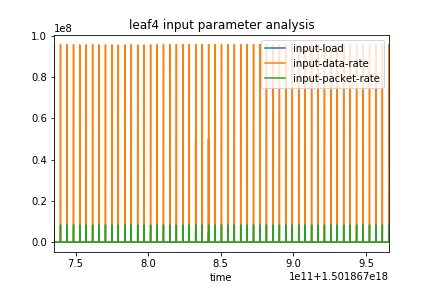 leaf4 input parameter analysis
1e8
1.0
0.8
0.6
0.4
0.2
0.0
input-load
input-data-rate
input-packet-rate
7.5 8.0 8.5 9.0 9.5
time
1e11+1.501867e18